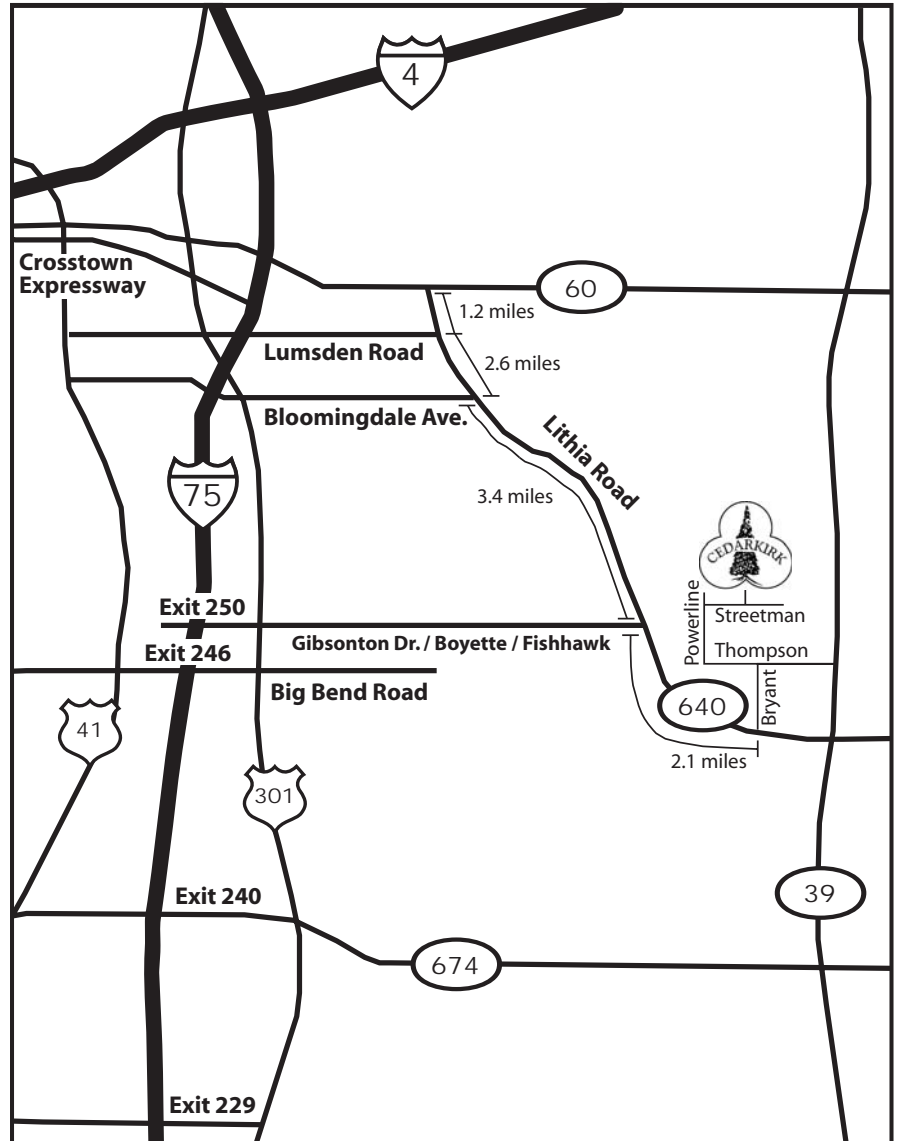 4
Crosstown
Expressway
60
1.2 miles
Lumsden Road
2.6 miles
Bloomingdale Ave.
Lithia Road
75
3.4 miles
CEDARKIRK
Powerline
Streetman
Exit 250
Gibsonton Dr. / Boyette / Fishhawk
Thompson
Exit 246
Big Bend Road
Bryant
640
41
2.1 miles
301
Exit 240
39
674
Exit 229